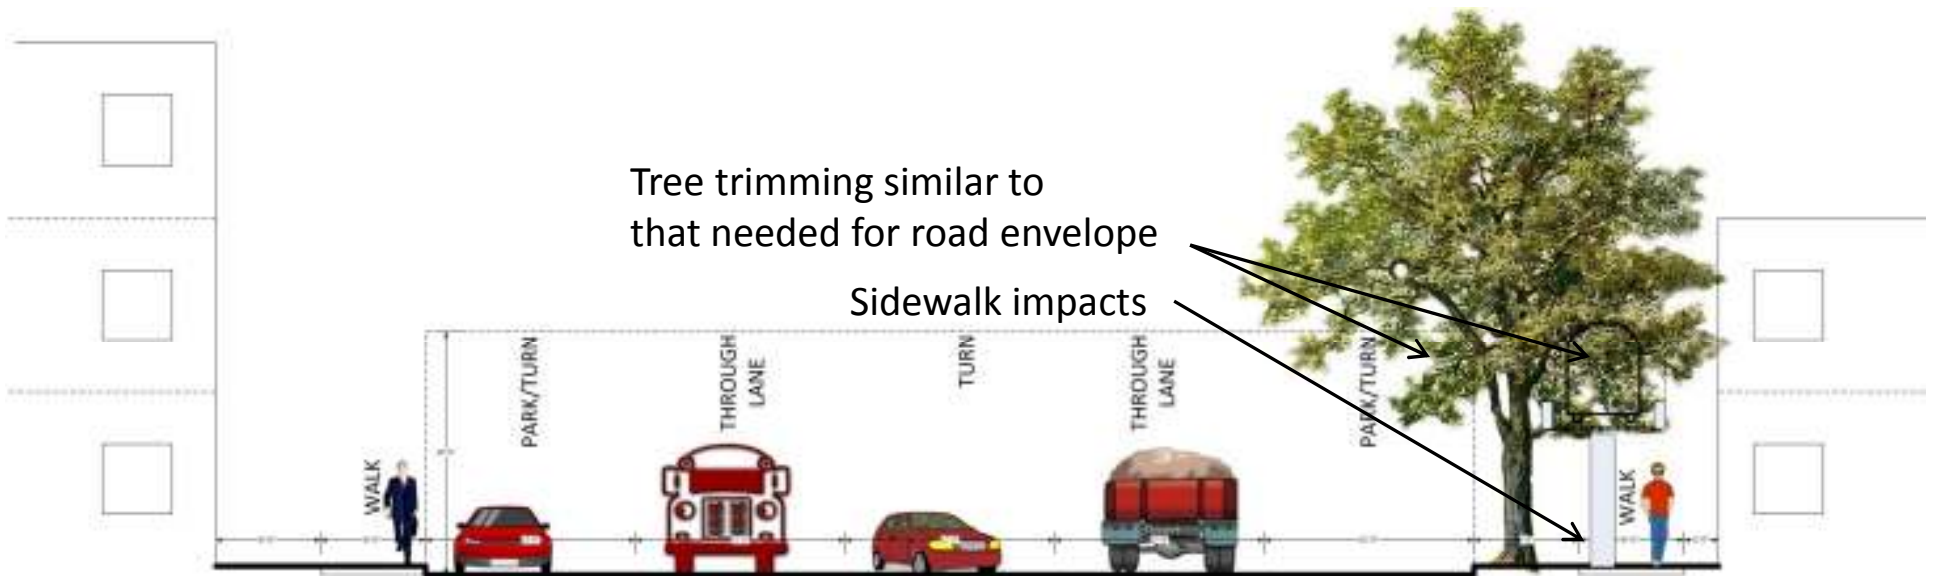 Tree trimming similar to
that needed for road envelope
Sidewalk impacts
WALK
PARK/TURN
THROUGH
LANE
TURN
THROUGH
LANE
PARK/TURN
WALK